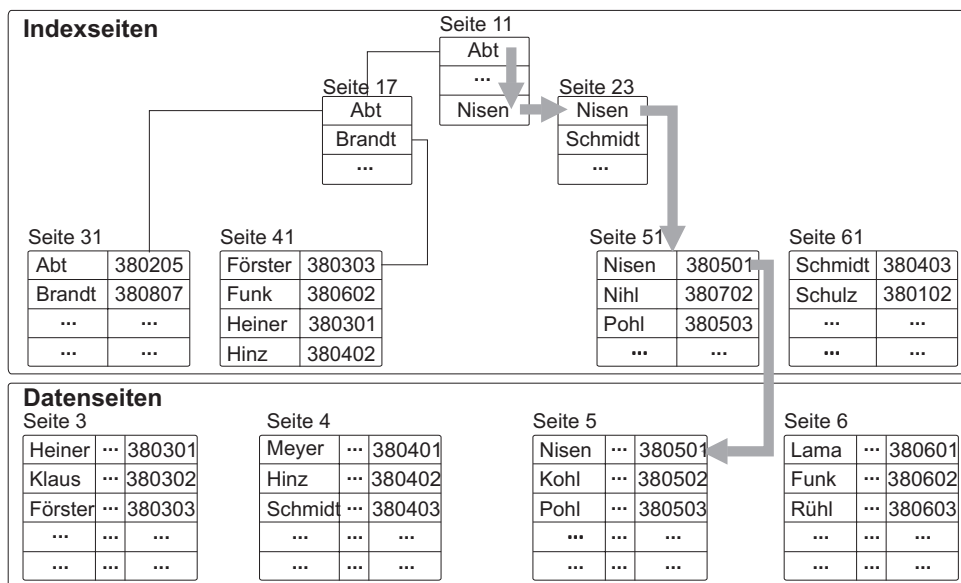 Indexseiten
Seite 11
Abt
...
Nisen
Seite 17
Abt
Brandt
...
Seite 23
Nisen
Schmidt
...
Seite 31
Abt 380205
Brandt 380807
... ...
... ...
Seite 41
Förster 380303
Funk 380602
Heiner 380301
Hinz 380402
Seite 51
Nisen 380501
Nihl 380702
Pohl 380503
... ...
Seite 61
Schmidt 380403
Schulz 380102
... ...
... ...
Datenseiten
Seite 3
Heiner ... 380301
Klaus ... 380302
Förster ... 380303
... ... ...
... ... ...
Seite 4
Meyer ... 380401
Hinz ... 380402
Schmidt ... 380403
... ... ...
... ... ...
Seite 5
Nisen ... 380501
Kohl ... 380502
Pohl ... 380503
... ... ...
... ... ...
Seite 6
Lama ... 380601
Funk ... 380602
Rühl ... 380603
... ... ...
... ... ...